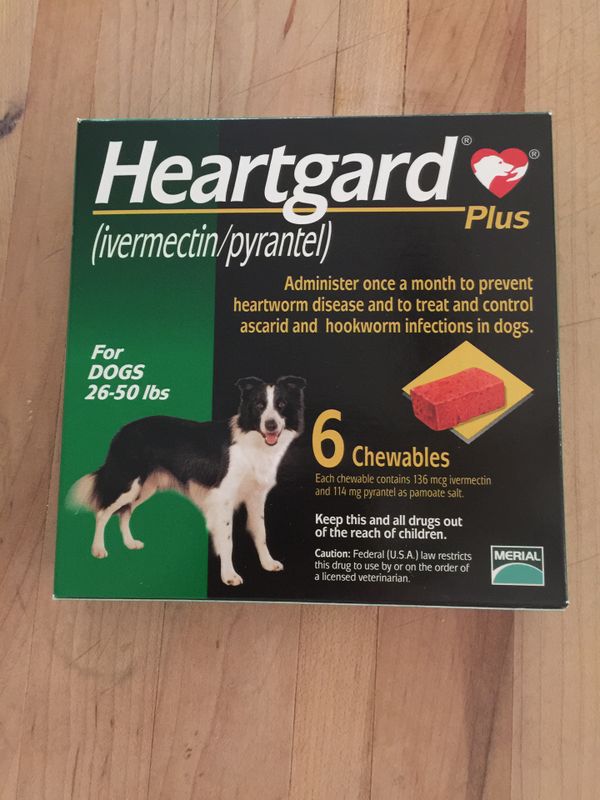 Heartgard®
®
Plus
(ivermectin/pyrantel)
Administer once a month to prevent
heartworm disease and to treat and control
ascarid and hookworm infections in dogs.
For
DOGS
26-50 lbs
6 Chewables
Each chewable contains 136 mcg ivermectin
and 114 mg pyrantel as pamoate salt.
Keep this and all drugs out
of the reach of children.
Caution: Federal (U.S.A.) law restricts
this drug to use by or on the order of
a licensed veterinarian.
MERIAL